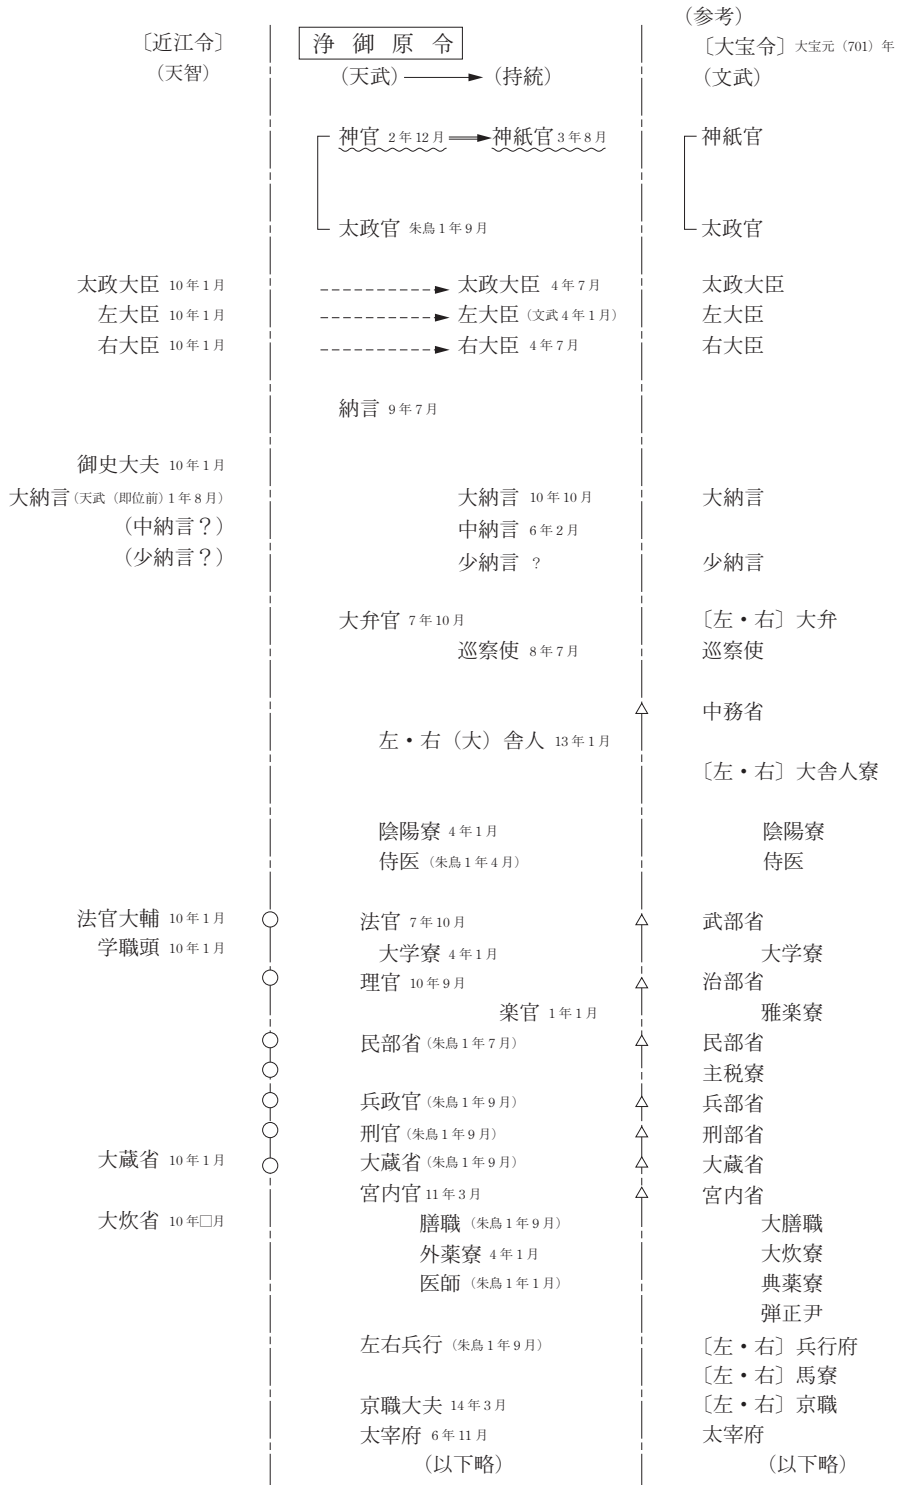 (参考)
〔近江令〕 浄御原令 〔大宝令〕大宝元(701)年
(天智) (天武) (持統) (文武)
神官 2年12月 神紙官 3年8月 神紙官
太政官 朱鳥1年9月 太政官
太政大臣 10年1月 太政大臣 4年7月 太政大臣
左大臣 10年1月 左大臣(文武4年1月) 左大臣
右大臣 10年1月 右大臣 4年7月 右大臣
納言 9年7月
御史大夫 10年1月
大納言(天武(即位前)1年8月) 大納言 10年10月 大納言
(中納言?) 中納言 6年2月
(少納言?) 少納言 ? 少納言
大弁官 7年10月 〔左・右〕大弁
巡察使 8年7月 巡察使
△ 中務省
左・右(大)舎人 13年1月
〔左・右〕大舎人寮
陰陽寮 4年1月 陰陽寮
侍医(朱鳥1年4月) 侍医
法官大輔 10年1月 ○ 法官 7年10月 △ 武部省
学職頭 10年1月 大学寮 4年1月 大学寮
○ 理官 10年9月 △ 治部省
楽官 1年1月 雅楽寮
○ 民部省(朱鳥1年7月) △ 民部省
○ 主税寮
○ 兵政官(朱鳥1年9月) △ 兵部省
○ 刑官(朱鳥1年9月) △ 刑部省
大蔵省 10年1月 ○ 大蔵省(朱鳥1年9月) △ 大蔵省
宮内官 11年3月 △ 宮内省
大炊省 10年□月 膳職(朱鳥1年9月) 大膳職
外薬寮 4年1月 大炊寮
医師(朱鳥1年1月) 典薬寮
弾正尹
左右兵行(朱鳥1年9月) 〔左・右〕兵行府
〔左・右〕馬寮
京職大夫 14年3月 〔左・右〕京職
太宰府 6年11月 太宰府
(以下略) (以下略)